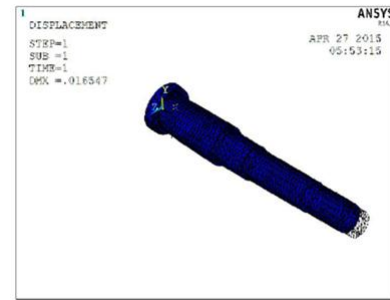 1
DISPLACEMENT
STEP=1
SUB =1
TIME=1
DMX =.016547
ANSYS
APR 27 2015
05:53:15
Y
Z X